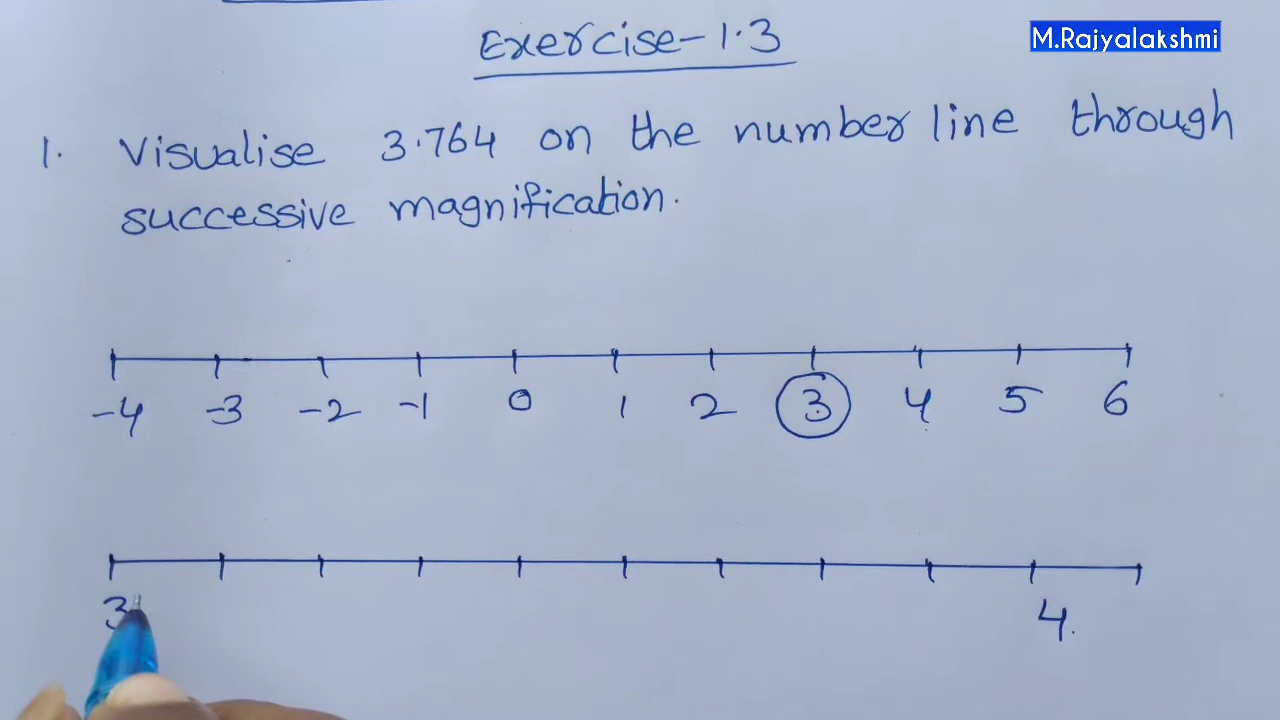 M.Rajyalakshmi
Exercise-1.3
1. Visualise 3.764 on the number line through
successive magnification.
-4 -3 -2 -1 0 1 2 3 4 5 6
3 4.